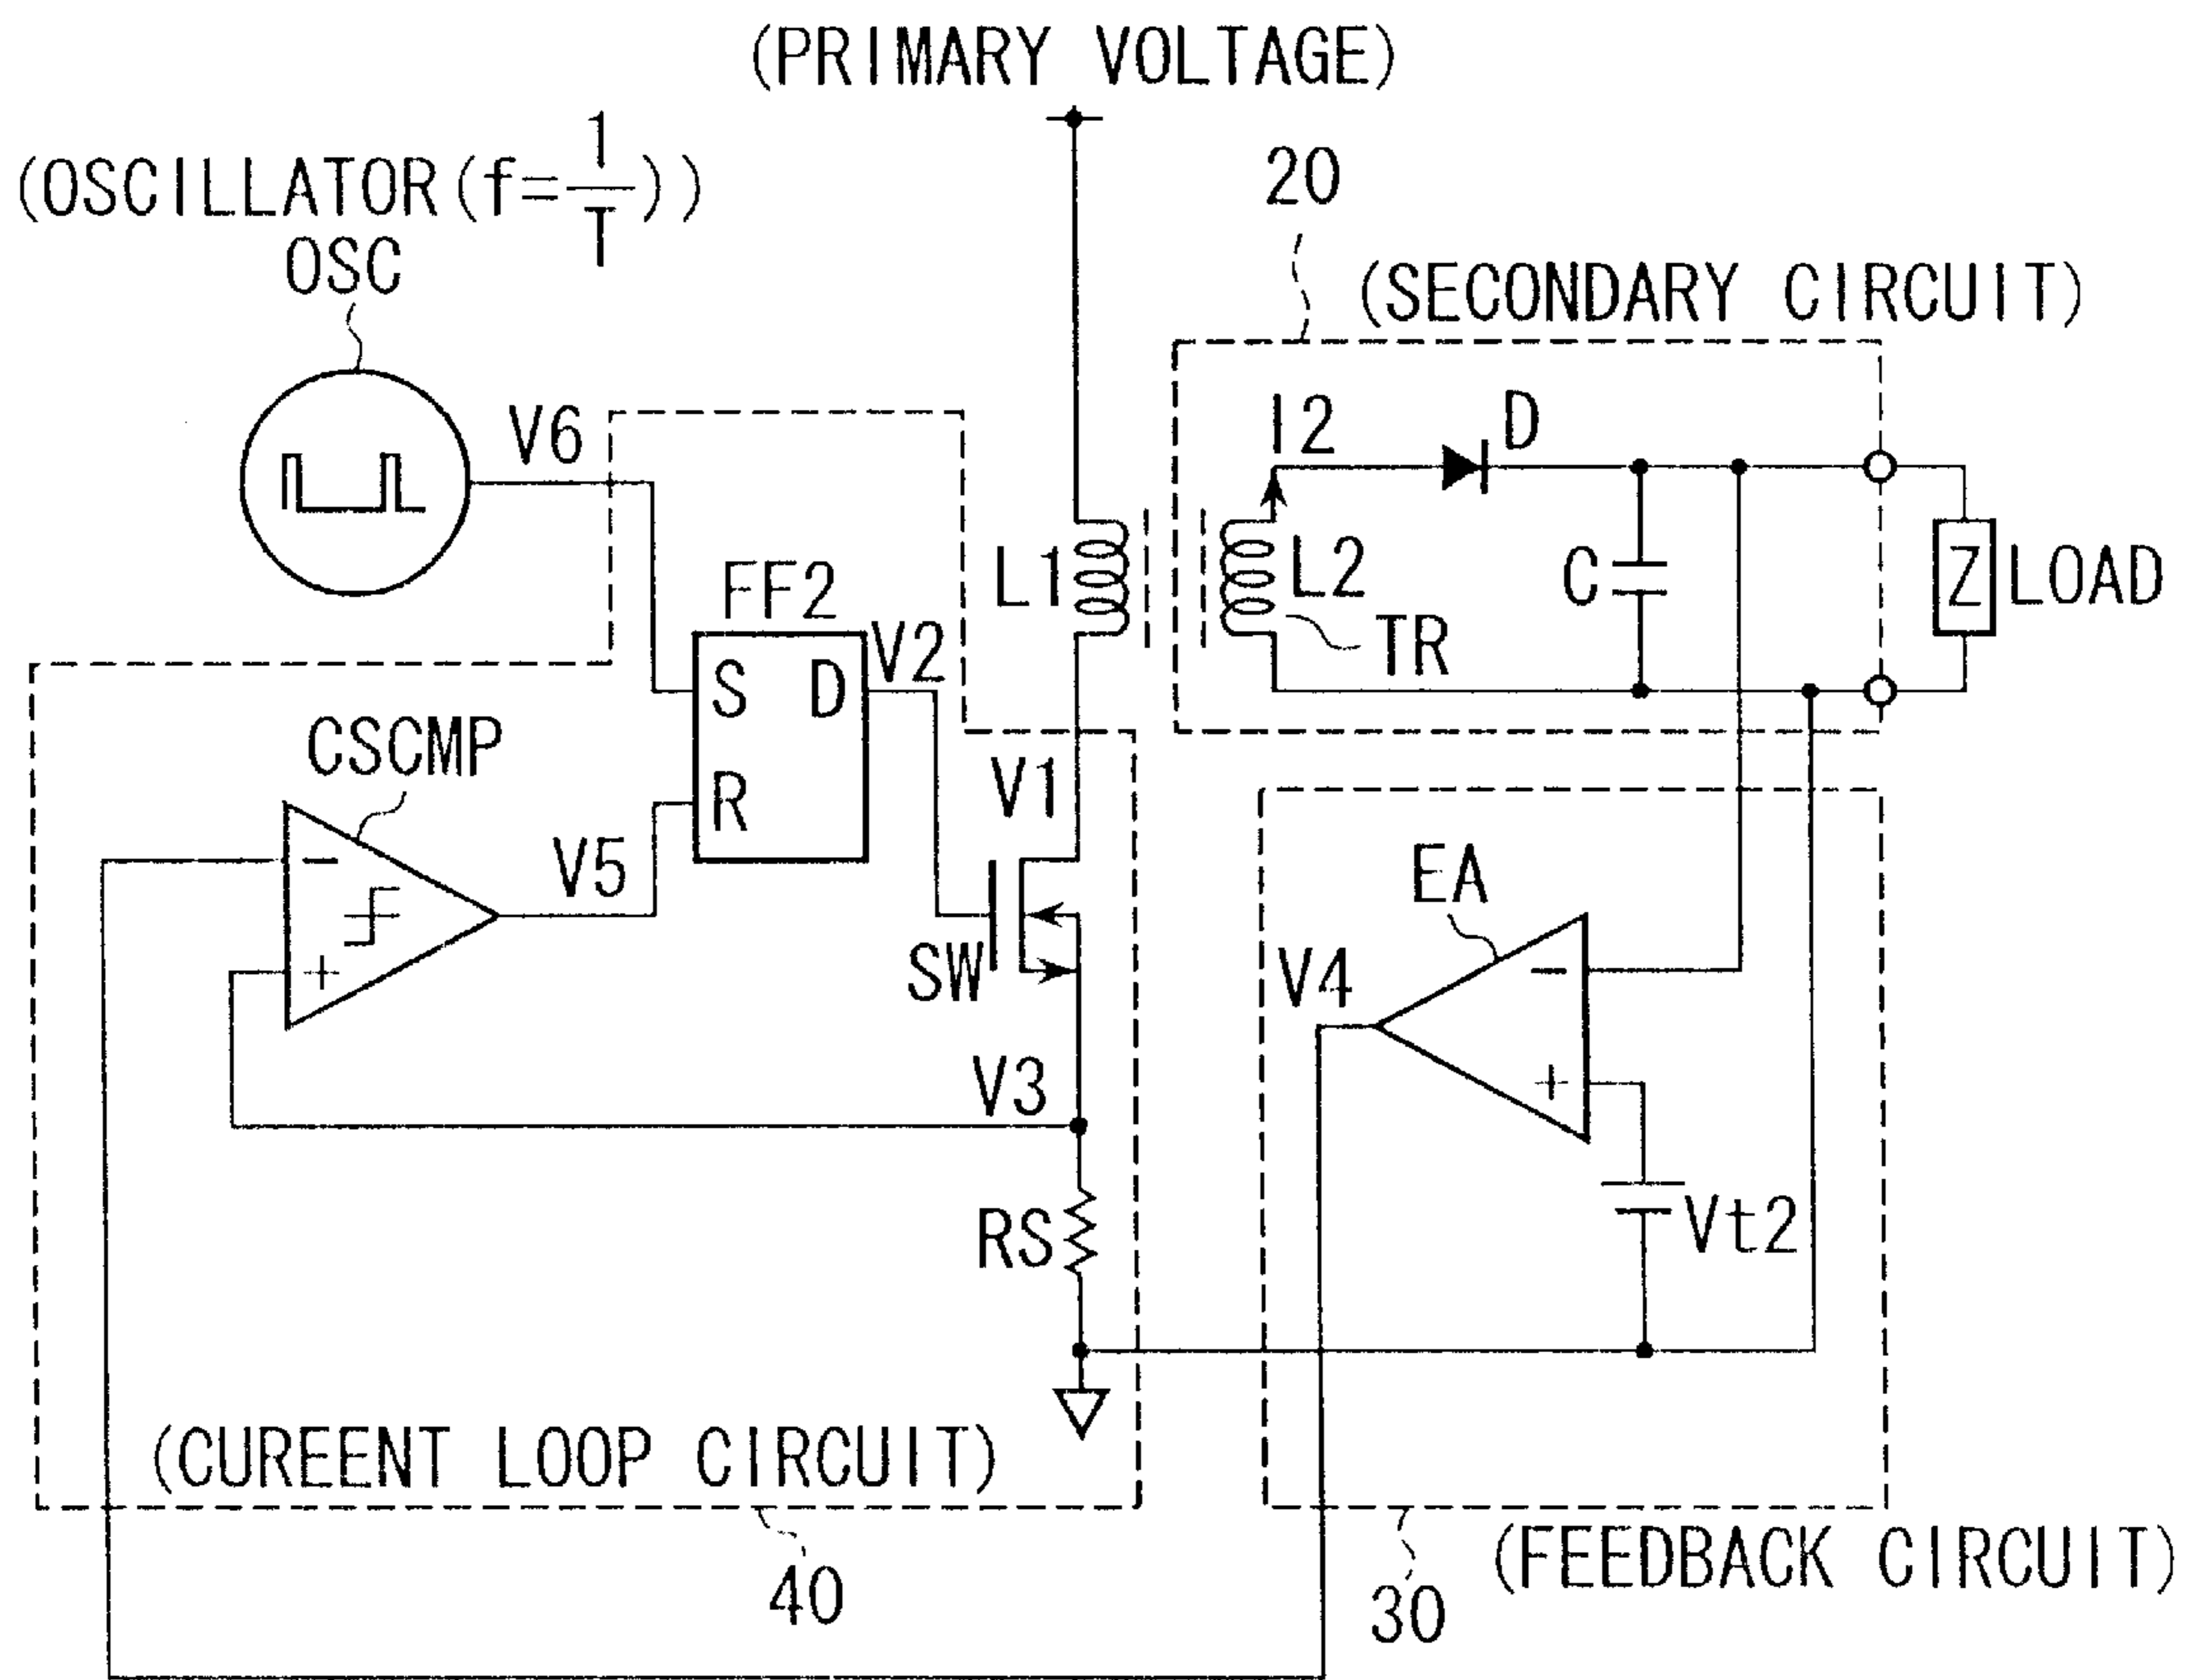 (PRIMARY VOLTAGE)
(OSCILLATOR(f=1/T))
OSC
20
(SECONDARY CIRCUIT)
V6
I2
D
L1
L2
TR
C
Z
LOAD
FF2
S
D
R
V2
CSCMP
-
+
V5
V1
SW
V3
RS
EA
-
+
V4
Vt2
(CUREENT LOOP CIRCUIT)
40
(FEEDBACK CIRCUIT)
30